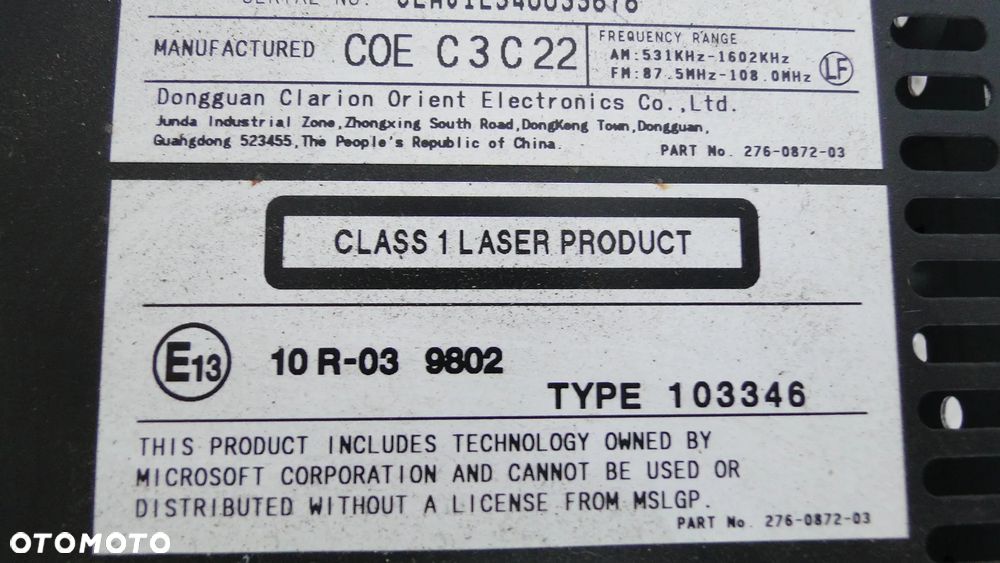 MANUFACTURED COE C3C22
FREQUENCY RANGE
AM:531KHz-1602KHz
FM:87.5MHz-108.0MHz
LF
Dongguan Clarion Orient Electronics Co.,Ltd.
Junda Industrial Zone,Zhongxing South Road,DongKeng Town,Dongguan,
Guangdong 523455,The People's Republic of China.
PART No. 276-0872-03
CLASS 1 LASER PRODUCT
E13 10 R-03 9802
TYPE 103346
THIS PRODUCT INCLUDES TECHNOLOGY OWNED BY
MICROSOFT CORPORATION AND CANNOT BE USED OR
DISTRIBUTED WITHOUT A LICENSE FROM MSLGP.
PART No. 276-0872-03
OTOMOTO